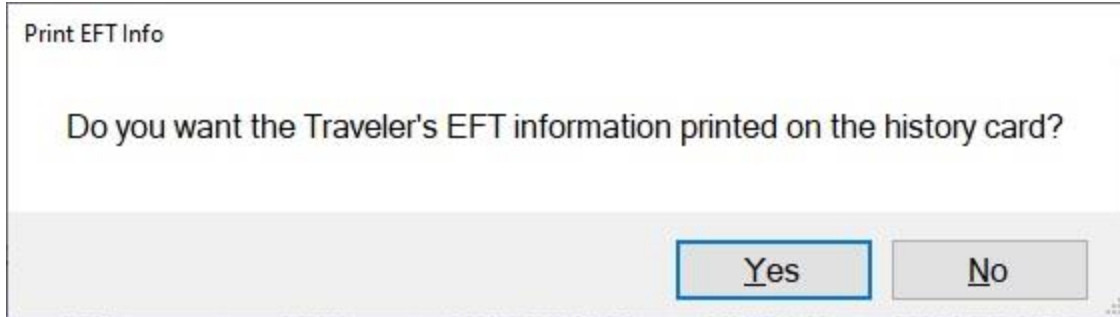 Print EFT Info
Do you want the Traveler's EFT information printed on the history card?
Yes
No